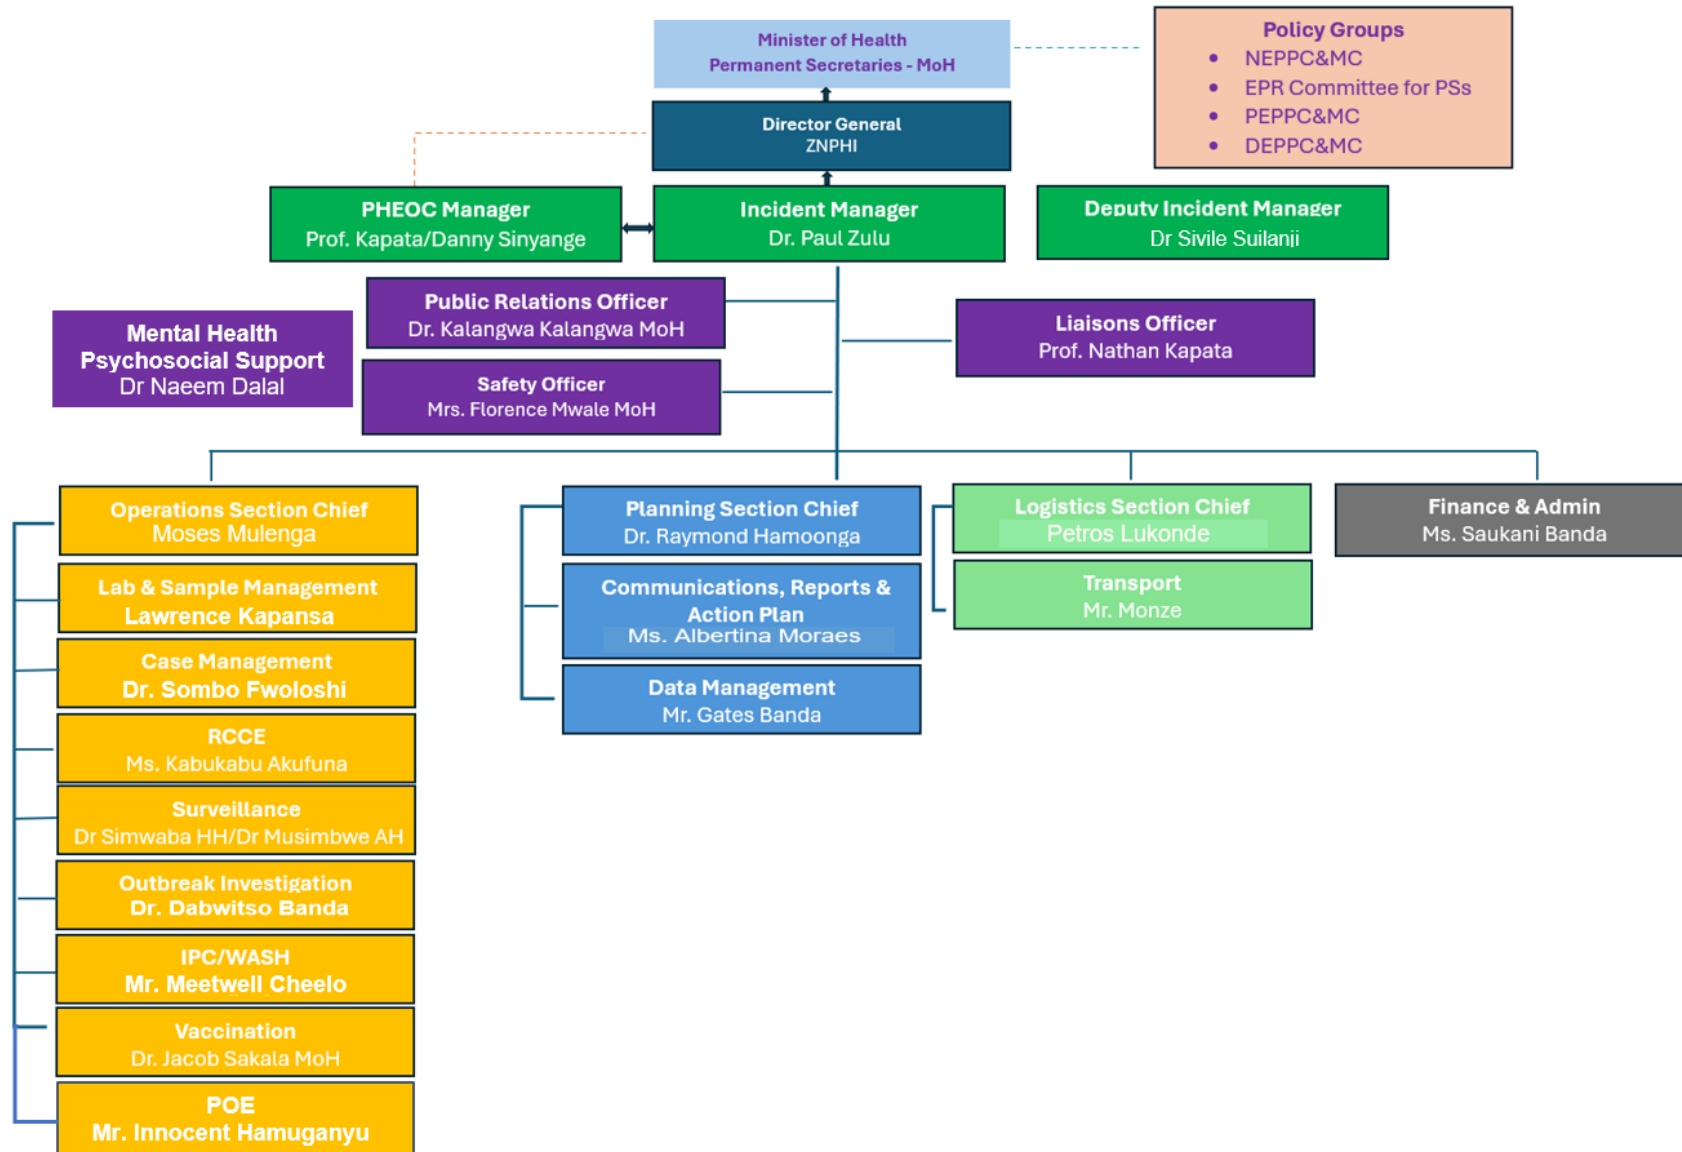 Minister of Health
Permanent Secretaries - MoH
Policy Groups
• NEPPC&MC
• EPR Committee for PSs
• PEPPC&MC
• DEPPC&MC
Director General
ZNPHI
PHEOC Manager
Prof. Kapata/Danny Sinyange
Incident Manager
Dr. Paul Zulu
Deputy Incident Manager
Dr Sivile Suilanji
Public Relations Officer
Dr. Kalangwa Kalangwa MoH
Liaisons Officer
Prof. Nathan Kapata
Mental Health
Psychosocial Support
Dr Naeem Dalal
Safety Officer
Mrs. Florence Mwale MoH
Operations Section Chief
Moses Mulenga
Lab & Sample Management
Lawrence Kapansa
Case Management
Dr. Sombo Fwoloshi
RCCE
Ms. Kabukabu Akufuna
Surveillance
Dr Simwaba HH/Dr Musimbwe AH
Outbreak Investigation
Dr. Dabwitso Banda
IPC/WASH
Mr. Meetwell Cheelo
Vaccination
Dr. Jacob Sakala MoH
POE
Mr. Innocent Hamuganyu
Planning Section Chief
Dr. Raymond Hamoonga
Communications, Reports &
Action Plan
Ms. Albertina Moraes
Data Management
Mr. Gates Banda
Logistics Section Chief
Petros Lukonde
Transport
Mr. Monze
Finance & Admin
Ms. Saukani Banda